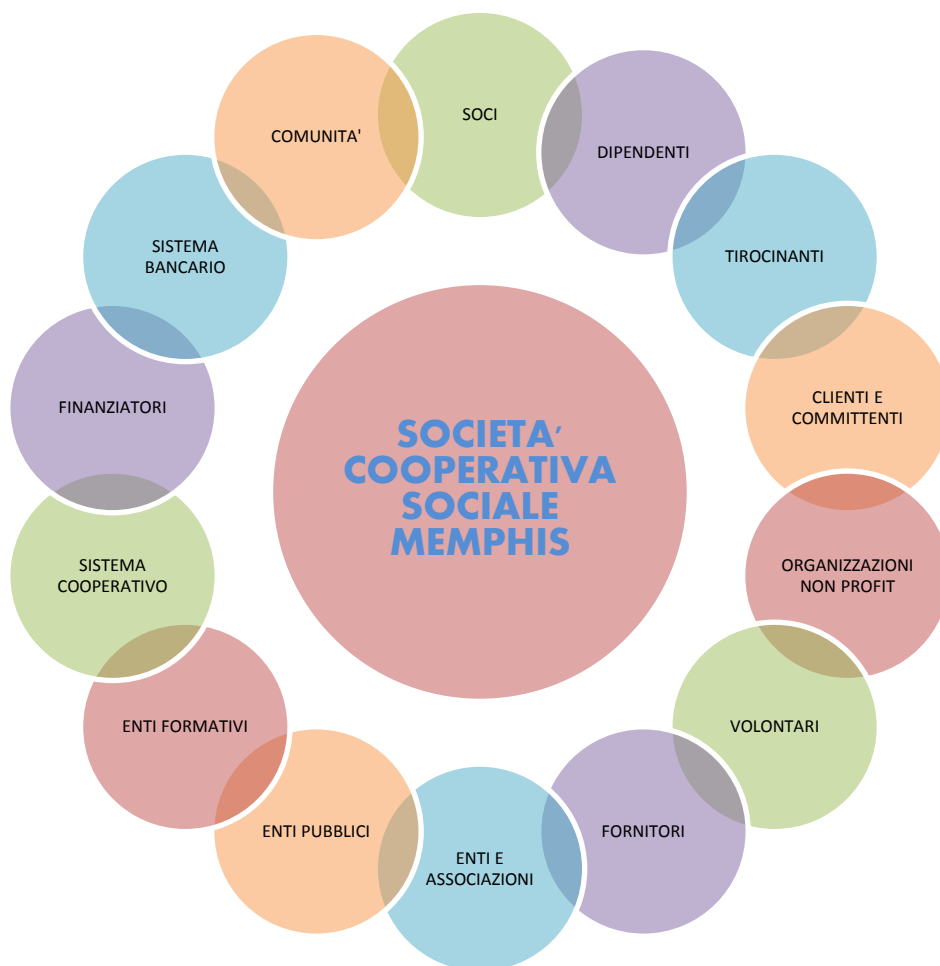 SOCI
DIPENDENTI
TIROCINANTI
CLIENTI E
COMMITTENTI
ORGANIZZAZIONI
NON PROFIT
VOLONTARI
FORNITORI
ENTI E
ASSOCIAZIONI
ENTI PUBBLICI
ENTI FORMATIVI
SISTEMA
COOPERATIVO
FINANZIATORI
SISTEMA
BANCARIO
COMUNITA'
SOCIETA'
COOPERATIVA
SOCIALE
MEMPHIS